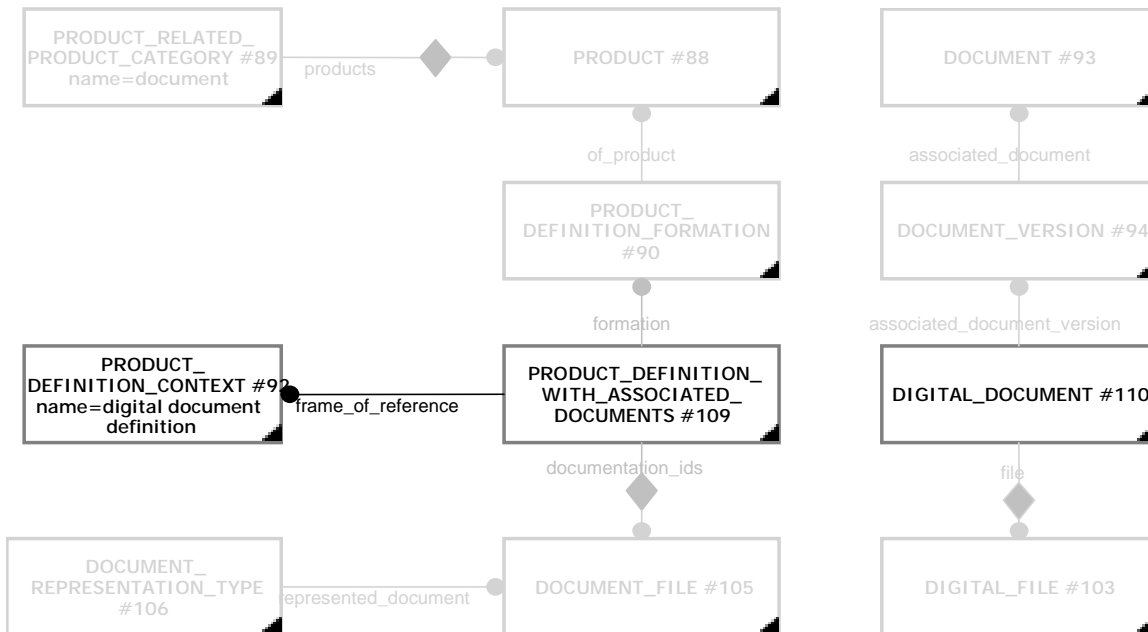 PRODUCT_RELATED_
PRODUCT_CATEGORY #89
name=document
products
PRODUCT #88
DOCUMENT #93
of_product
associated_document
PRODUCT_
DEFINITION_FORMATION
#90
DOCUMENT_VERSION #94
formation
associated_document_version
PRODUCT_
DEFINITION_CONTEXT #92
name=digital document
definition
frame_of_reference
PRODUCT_DEFINITION_
WITH_ASSOCIATED_
DOCUMENTS #109
DIGITAL_DOCUMENT #110
documentation_ids
file
DOCUMENT_
REPRESENTATION_TYPE
#106
represented_document
DOCUMENT_FILE #105
DIGITAL_FILE #103